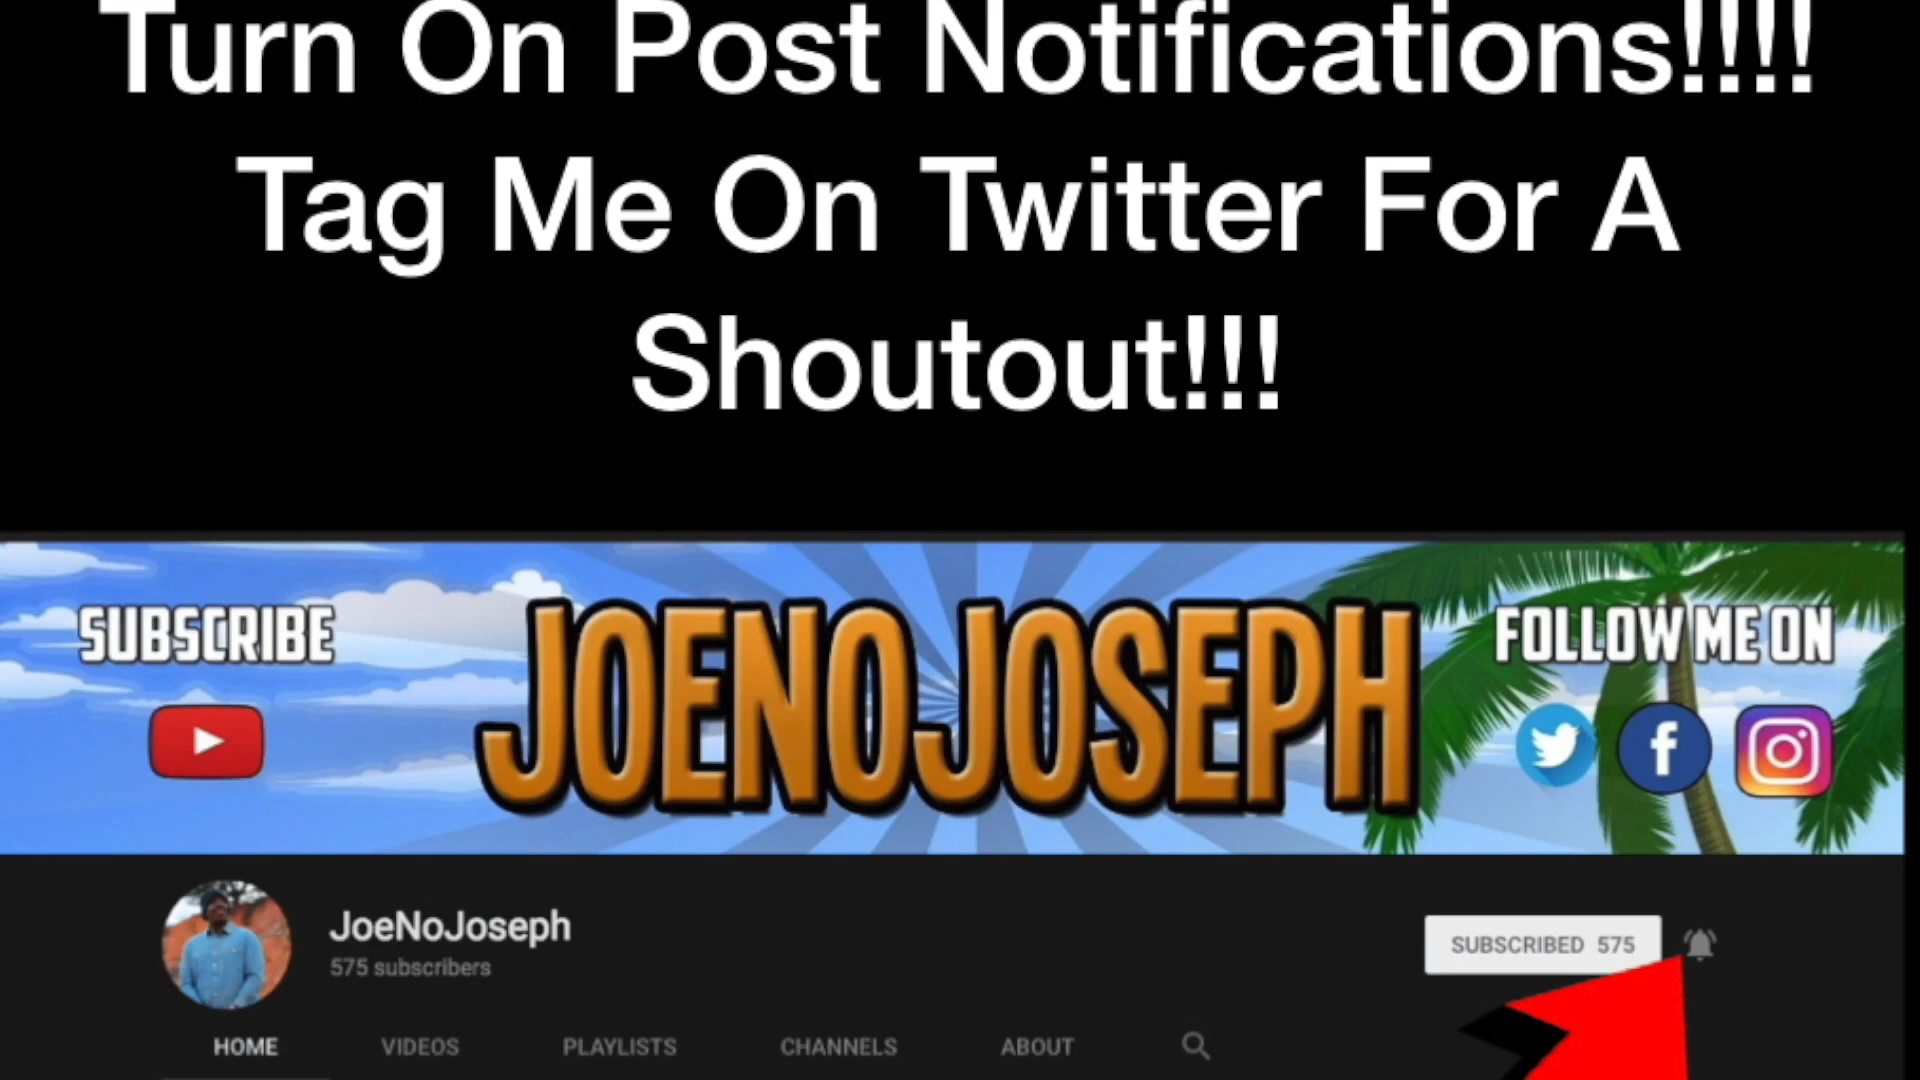 Turn On Post Notifications!!!!
Tag Me On Twitter For A
Shoutout!!!
SUBSCRIBE
JOENOJOSEPH
FOLLOW ME ON
JoeNoJoseph
575 subscribers
SUBSCRIBED 575
HOME VIDEOS PLAYLISTS CHANNELS ABOUT